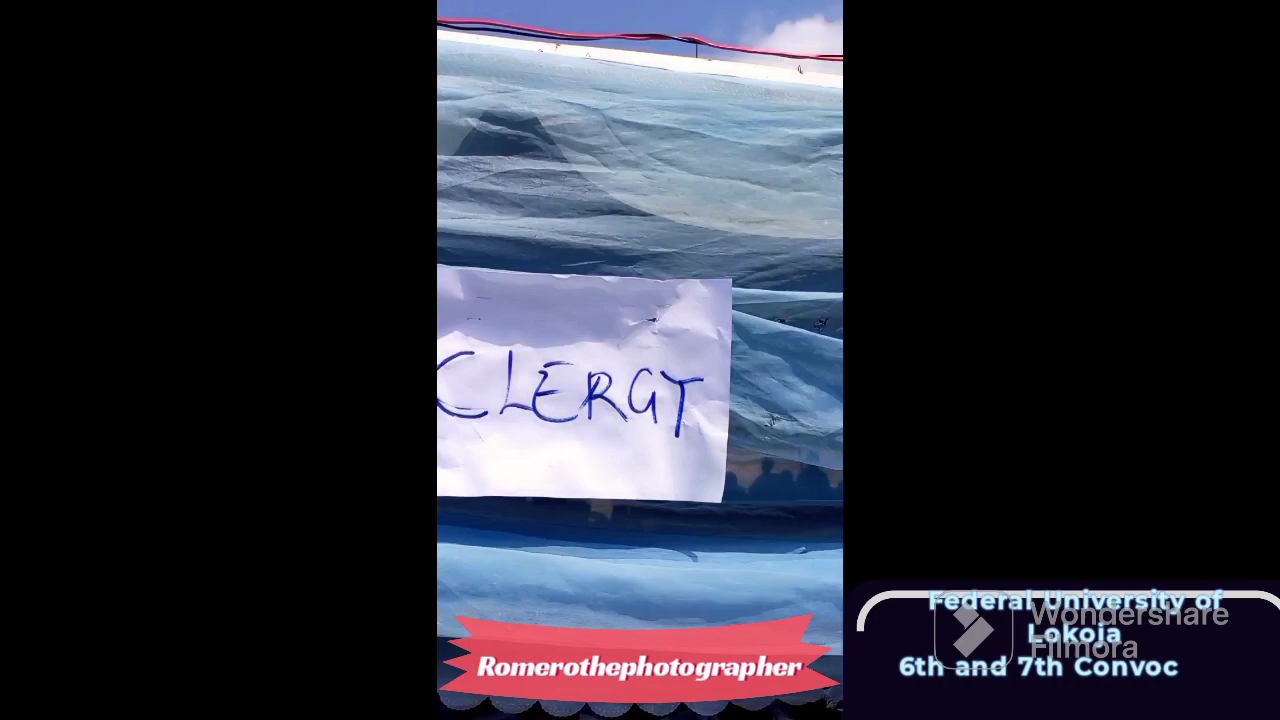 CLERGY
Romerothephotographer
Federal University of
Lokoja
6th and 7th Convoc
Wondershare
Filmora